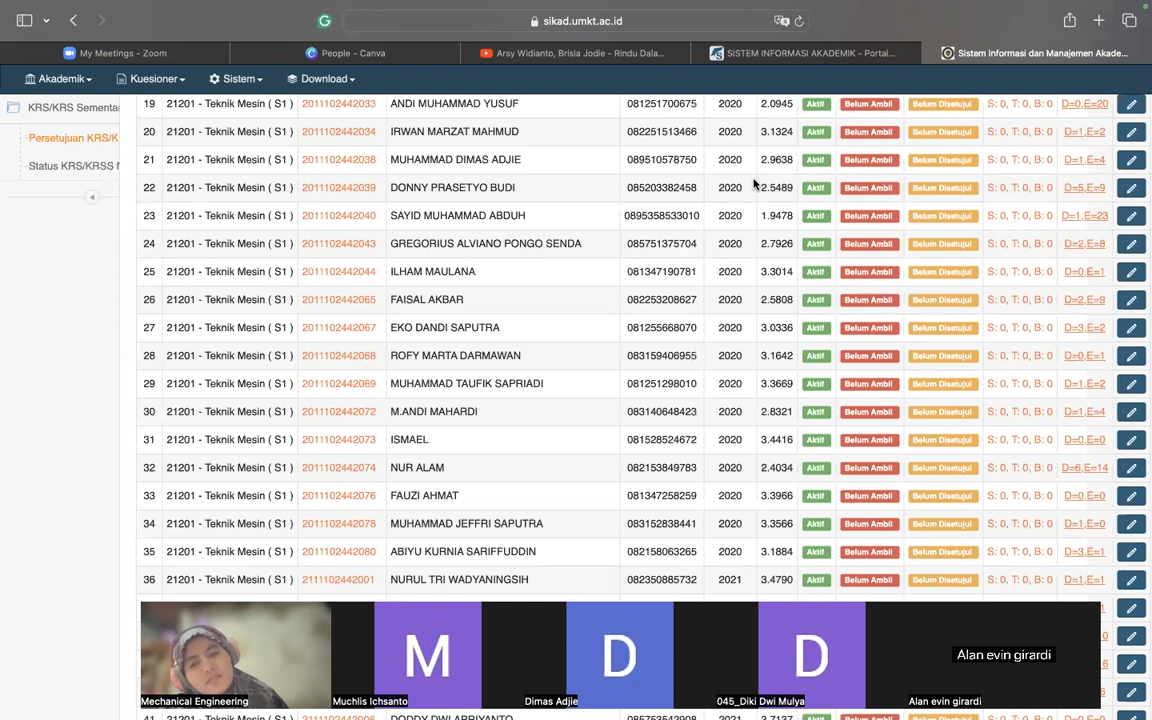 sikad.umkt.ac.id
My Meetings - Zoom
People - Canva
Arsy Widianto, Brisia Jodie - Rindu Dala...
SISTEM INFORMASI AKADEMIK - Portal...
Sistem Informasi dan Manajemen Akade...
Akademik Kuesioner Sistem Download
KRS/KRS Sementa
Persetujuan KRS/K
Status KRS/KRSS M
19 21201 - Teknik Mesin ( S1 ) 2011102442033 ANDI MUHAMMAD YUSUF 081251700675 2020 2.0945 Aktif Belum Ambil Belum Disetujui S: 0, T: 0, B: 0 D=0,E=20
20 21201 - Teknik Mesin ( S1 ) 2011102442034 IRWAN MARZAT MAHMUD 082251513466 2020 3.1324 Aktif Belum Ambil Belum Disetujui S: 0, T: 0, B: 0 D=1,E=2
21 21201 - Teknik Mesin ( S1 ) 2011102442038 MUHAMMAD DIMAS ADJIE 089510578750 2020 2.9638 Aktif Belum Ambil Belum Disetujui S: 0, T: 0, B: 0 D=1,E=4
22 21201 - Teknik Mesin ( S1 ) 2011102442039 DONNY PRASETYO BUDI 085203382458 2020 2.5489 Aktif Belum Ambil Belum Disetujui S: 0, T: 0, B: 0 D=5,E=9
23 21201 - Teknik Mesin ( S1 ) 2011102442040 SAYID MUHAMMAD ABDUH 0895358533010 2020 1.9478 Aktif Belum Ambil Belum Disetujui S: 0, T: 0, B: 0 D=1,E=23
24 21201 - Teknik Mesin ( S1 ) 2011102442043 GREGORIUS ALVIANO PONGO SENDA 085751375704 2020 2.7926 Aktif Belum Ambil Belum Disetujui S: 0, T: 0, B: 0 D=2,E=8
25 21201 - Teknik Mesin ( S1 ) 2011102442044 ILHAM MAULANA 081347190781 2020 3.3014 Aktif Belum Ambil Belum Disetujui S: 0, T: 0, B: 0 D=0,E=1
26 21201 - Teknik Mesin ( S1 ) 2011102442065 FAISAL AKBAR 082253208627 2020 2.5808 Aktif Belum Ambil Belum Disetujui S: 0, T: 0, B: 0 D=2,E=9
27 21201 - Teknik Mesin ( S1 ) 2011102442067 EKO DANDI SAPUTRA 081255668070 2020 3.0336 Aktif Belum Ambil Belum Disetujui S: 0, T: 0, B: 0 D=3,E=2
28 21201 - Teknik Mesin ( S1 ) 2011102442068 ROFY MARTA DARMAWAN 083159406955 2020 3.1642 Aktif Belum Ambil Belum Disetujui S: 0, T: 0, B: 0 D=0,E=1
29 21201 - Teknik Mesin ( S1 ) 2011102442069 MUHAMMAD TAUFIK SAPRIADI 081251298010 2020 3.3669 Aktif Belum Ambil Belum Disetujui S: 0, T: 0, B: 0 D=1,E=2
30 21201 - Teknik Mesin ( S1 ) 2011102442072 M.ANDI MAHARDI 083140648423 2020 2.8321 Aktif Belum Ambil Belum Disetujui S: 0, T: 0, B: 0 D=1,E=4
31 21201 - Teknik Mesin ( S1 ) 2011102442073 ISMAEL 081528524672 2020 3.4416 Aktif Belum Ambil Belum Disetujui S: 0, T: 0, B: 0 D=0,E=0
32 21201 - Teknik Mesin ( S1 ) 2011102442074 NUR ALAM 082153849783 2020 2.4034 Aktif Belum Ambil Belum Disetujui S: 0, T: 0, B: 0 D=6,E=14
33 21201 - Teknik Mesin ( S1 ) 2011102442076 FAUZI AHMAT 081347258259 2020 3.3966 Aktif Belum Ambil Belum Disetujui S: 0, T: 0, B: 0 D=0,E=0
34 21201 - Teknik Mesin ( S1 ) 2011102442078 MUHAMMAD JEFFRI SAPUTRA 083152838441 2020 3.3566 Aktif Belum Ambil Belum Disetujui S: 0, T: 0, B: 0 D=1,E=0
35 21201 - Teknik Mesin ( S1 ) 2011102442080 ABIYU KURNIA SARIFFUDDIN 082158063265 2020 3.1884 Aktif Belum Ambil Belum Disetujui S: 0, T: 0, B: 0 D=3,E=1
36 21201 - Teknik Mesin ( S1 ) 2111102442001 NURUL TRI WADYANINGSIH 082350885732 2021 3.4790 Aktif Belum Ambil Belum Disetujui S: 0, T: 0, B: 0 D=1,E=1
M D D Alan evin girardi
Mechanical Engineering Muchlis Ichsanto Dimas Adjie 045_Diki Dwi Mulya Alan evin girardi